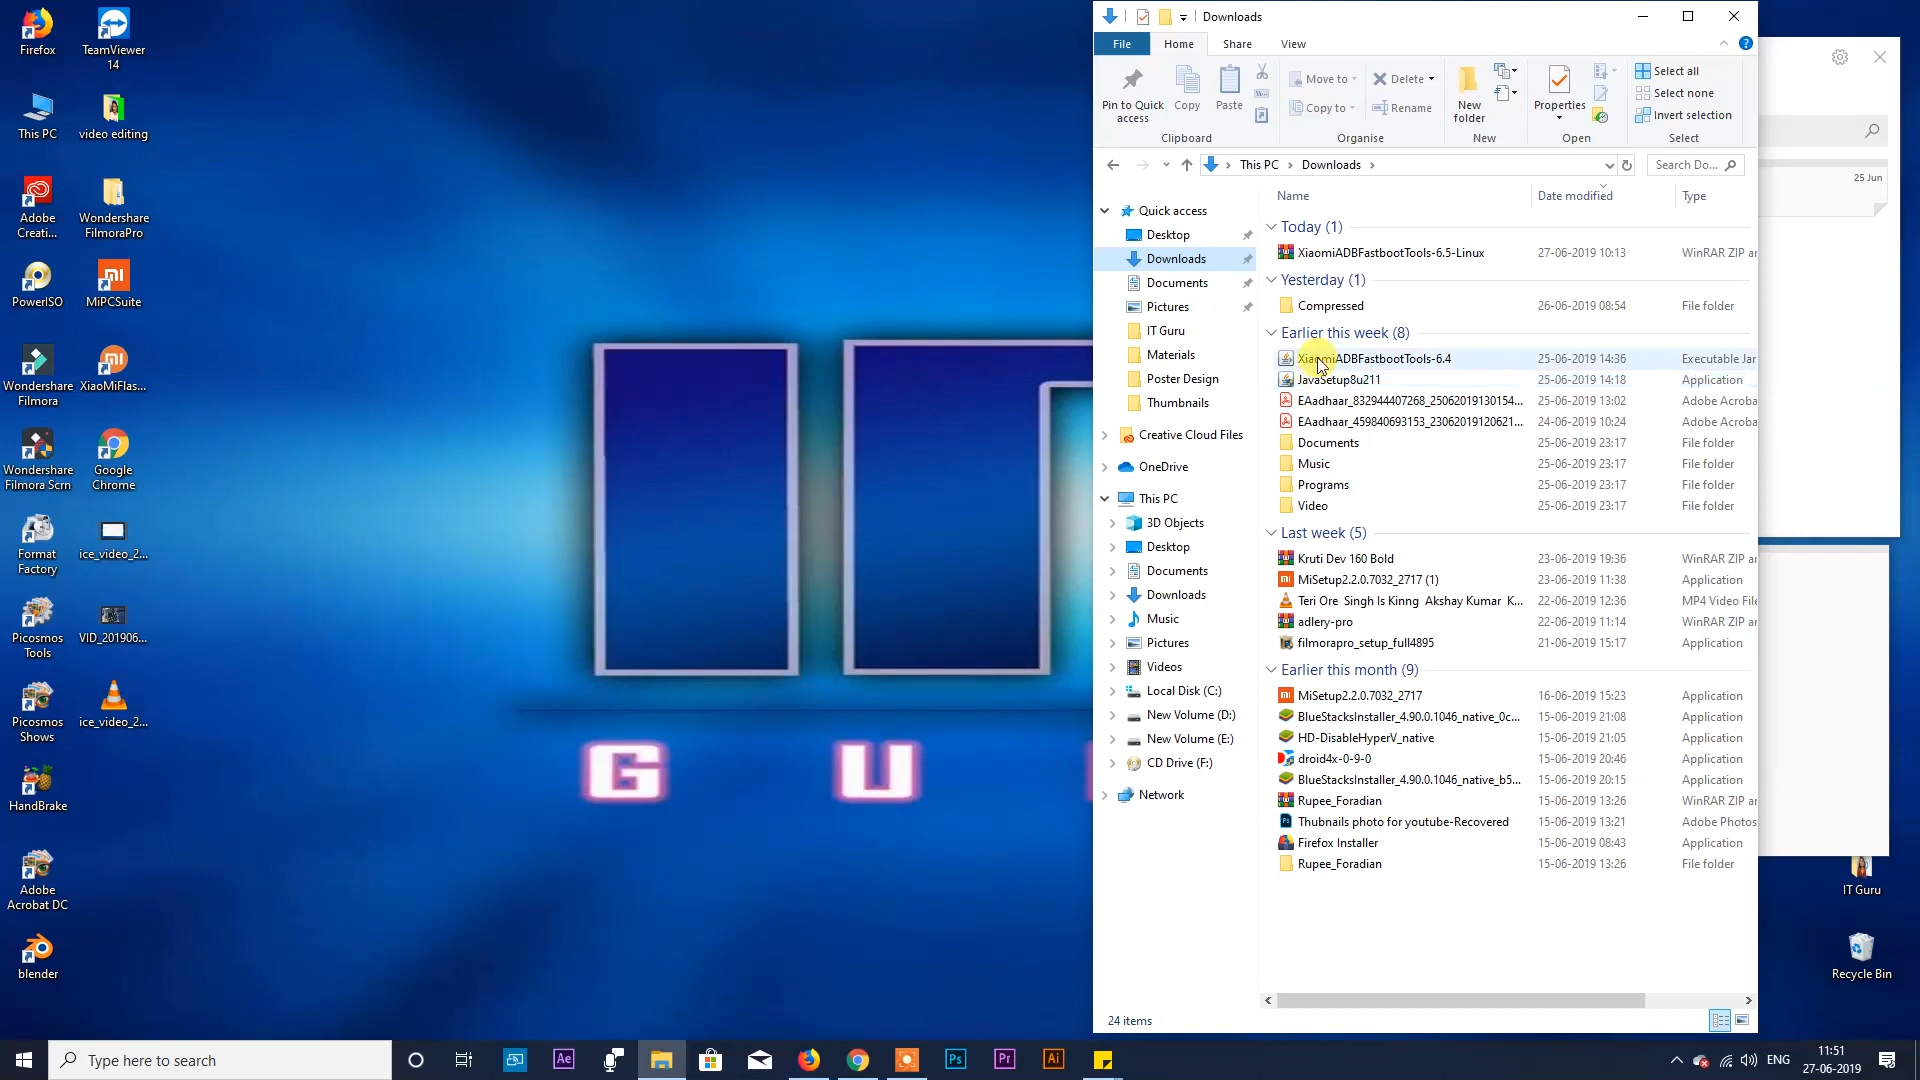 Firefox
TeamViewer
14
This PC
video editing
Adobe
Creati...
Wondershare
FilmoraPro
PowerISO
MiPCSuite
Wondershare
Filmora
XiaoMiFlas...
Wondershare
Filmora Scrn
Google
Chrome
Format
Factory
ice_video_2...
Picosmos
Tools
VID_201906...
Picosmos
Shows
ice_video_2...
HandBrake
Adobe
Acrobat DC
blender
G U
Downloads
File Home Share View
Pin to Quick
access
Copy
Paste
Move to
Copy to
Delete
Rename
New
folder
Properties
Select all
Select none
Invert selection
Clipboard Organise New Open Select
This PC Downloads
Search Do...
Quick access
Desktop
Downloads
Documents
Pictures
IT Guru
Materials
Poster Design
Thumbnails
Creative Cloud Files
OneDrive
This PC
3D Objects
Desktop
Documents
Downloads
Music
Pictures
Videos
Local Disk (C:)
New Volume (D:)
New Volume (E:)
CD Drive (F:)
Network
Name Date modified Type
Today (1)
XiaomiADBFastbootTools-6.5-Linux 27-06-2019 10:13 WinRAR ZIP ar
Yesterday (1)
Compressed 26-06-2019 08:54 File folder
Earlier this week (8)
XiaomiADBFastbootTools-6.4 25-06-2019 14:36 Executable Jar
JavaSetup8u211 25-06-2019 14:18 Application
EAadhaar_832944407268_25062019130154... 25-06-2019 13:02 Adobe Acroba
EAadhaar_459840693153_23062019120621... 24-06-2019 10:24 Adobe Acroba
Documents 25-06-2019 23:17 File folder
Music 25-06-2019 23:17 File folder
Programs 25-06-2019 23:17 File folder
Video 25-06-2019 23:17 File folder
Last week (5)
Kruti Dev 160 Bold 23-06-2019 19:36 WinRAR ZIP ar
MiSetup2.2.0.7032_2717 (1) 23-06-2019 11:38 Application
Teri Ore Singh Is Kinng Akshay Kumar K... 22-06-2019 12:36 MP4 Video File
adlery-pro 22-06-2019 11:14 WinRAR ZIP ar
filmorapro_setup_full4895 21-06-2019 15:17 Application
Earlier this month (9)
MiSetup2.2.0.7032_2717 16-06-2019 15:23 Application
BlueStacksInstaller_4.90.0.1046_native_0c... 15-06-2019 21:08 Application
HD-DisableHyperV_native 15-06-2019 21:05 Application
droid4x-0-9-0 15-06-2019 20:46 Application
BlueStacksInstaller_4.90.0.1046_native_b5... 15-06-2019 20:15 Application
Rupee_Foradian 15-06-2019 13:26 WinRAR ZIP ar
Thubnails photo for youtube-Recovered 15-06-2019 13:21 Adobe Photos
Firefox Installer 15-06-2019 08:43 Application
Rupee_Foradian 15-06-2019 13:26 File folder
24 items
25 Jun
IT Guru
Recycle Bin
Type here to search
Ae
Ps
Pr
Ai
ENG
11:51
27-06-2019